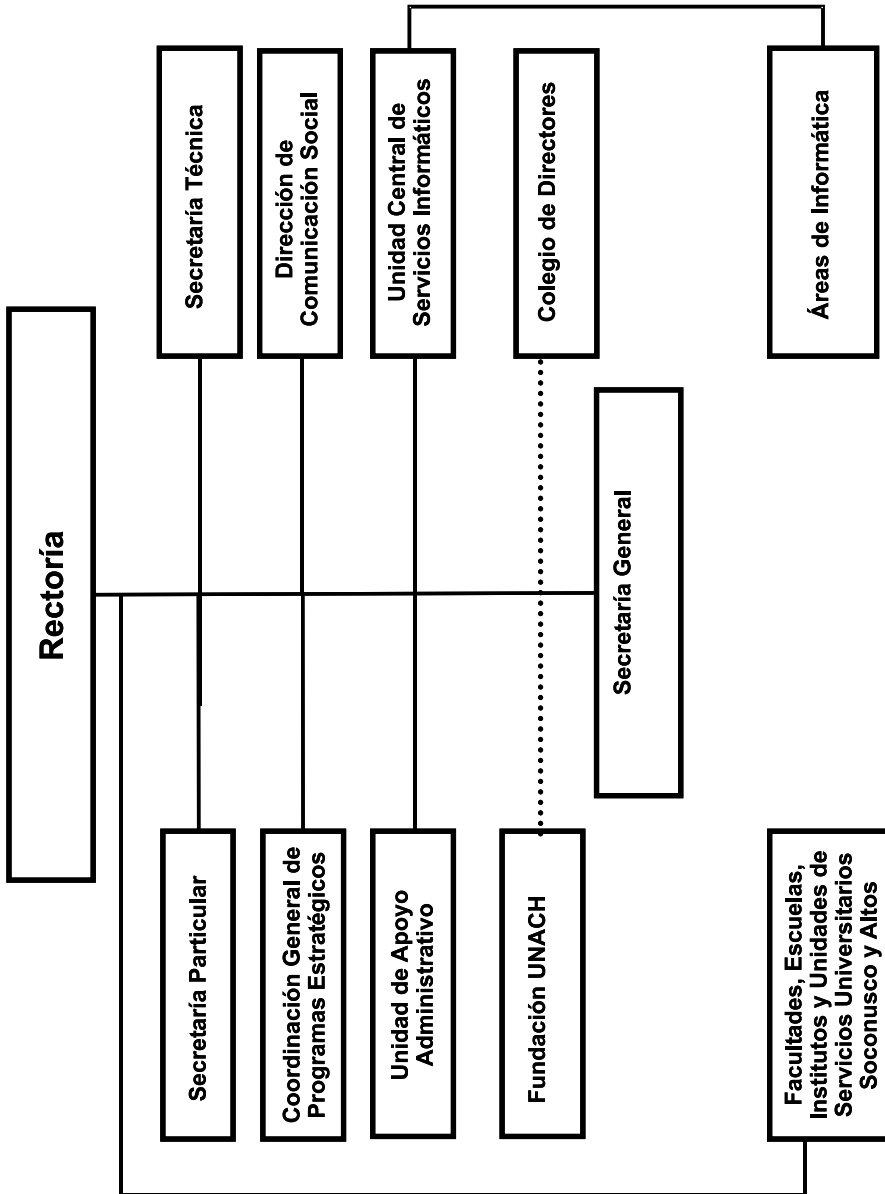 Rectoría
Secretaría Particular
Secretaría Técnica
Coordinación General de
Programas Estratégicos
Dirección de
Comunicación Social
Unidad de Apoyo
Administrativo
Unidad Central de
Servicios Informáticos
Fundación UNACH
Colegio de Directores
Secretaría General
Facultades, Escuelas,
Institutos y Unidades de
Servicios Universitarios
Soconusco y Altos
Áreas de Informática